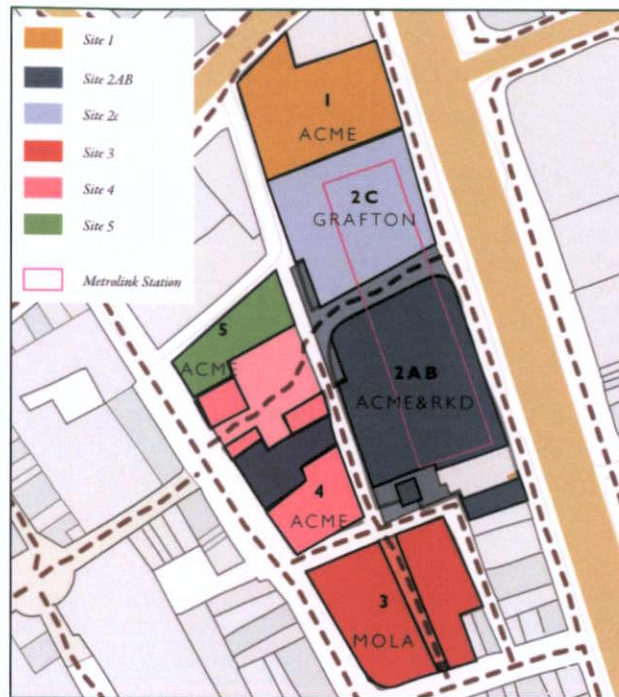 Site 1
Site 2AB
Site 2c
Site 3
Site 4
Site 5
Metrolink Station
1
ACME
2C
GRAFTON
5
ACME
2AB
ACME&RKD
4
ACME
3
MOLA